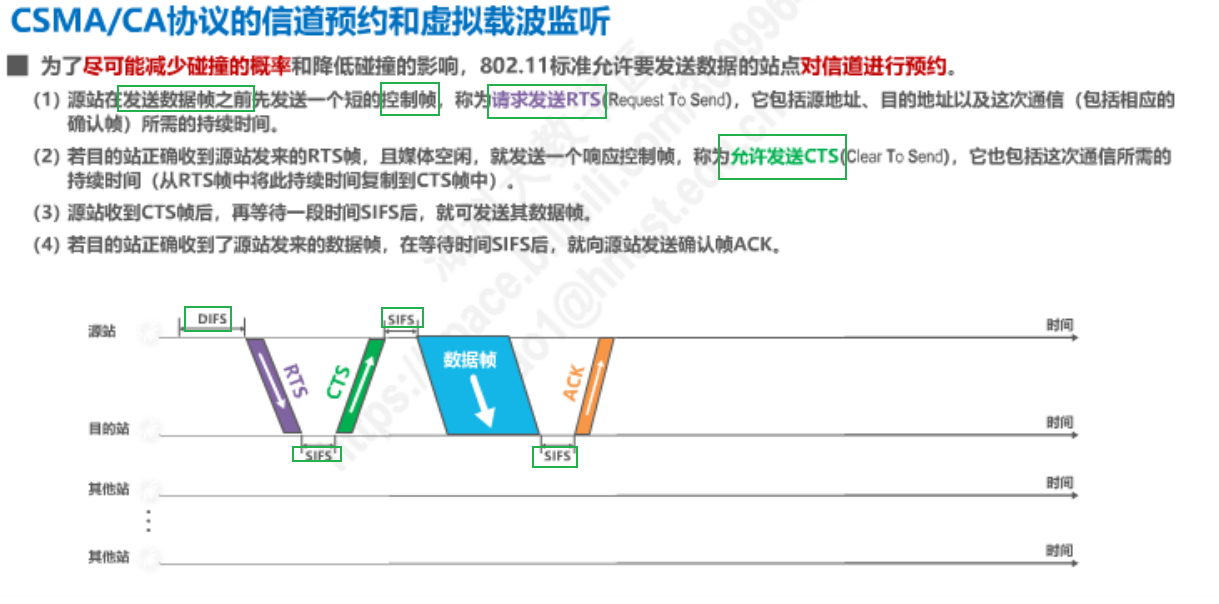 CSMA/CA协议的信道预约和虚拟载波监听
■ 为了尽可能减少碰撞的概率和降低碰撞的影响，802.11标准允许要发送数据的站点对信道进行预约。
(1) 源站在发送数据帧之前先发送一个短的控制帧，称为请求发送RTS(Request To Send)，它包括源地址、目的地址以及这次通信（包括相应的
确认帧）所需的持续时间。
(2) 若目的站正确收到源站发来的RTS帧，且媒体空闲，就发送一个响应控制帧，称为允许发送CTS(Clear To Send)，它也包括这次通信所需的
持续时间（从RTS帧中将此持续时间复制到CTS帧中）。
(3) 源站收到CTS帧后，再等待一段时间SIFS后，就可发送其数据帧。
(4) 若目的站正确收到了源站发来的数据帧，在等待时间SIFS后，就向源站发送确认帧ACK。
DIFS
SIFS
源站
时间
RTS
CTS
数据帧
ACK
目的站
时间
SIFS
SIFS
其他站
时间
其他站
时间